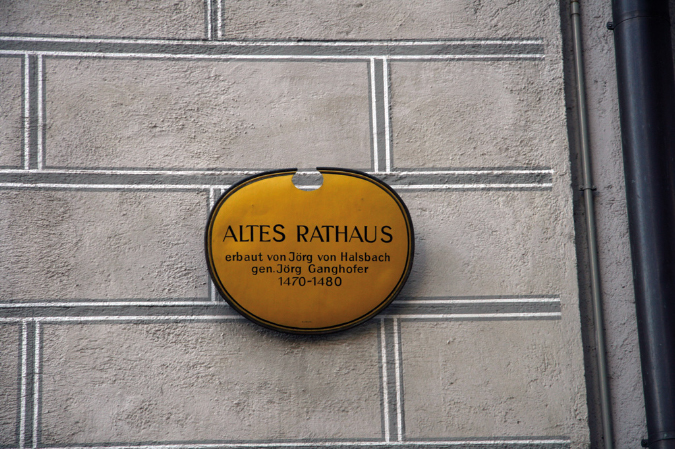 ALTES RATHAUS
erbaut von Jörg von Halsbach
gen. Jörg Ganghofer
1470-1480